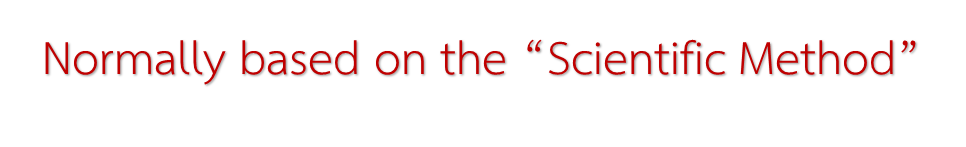 Normally based on the “Scientific Method”